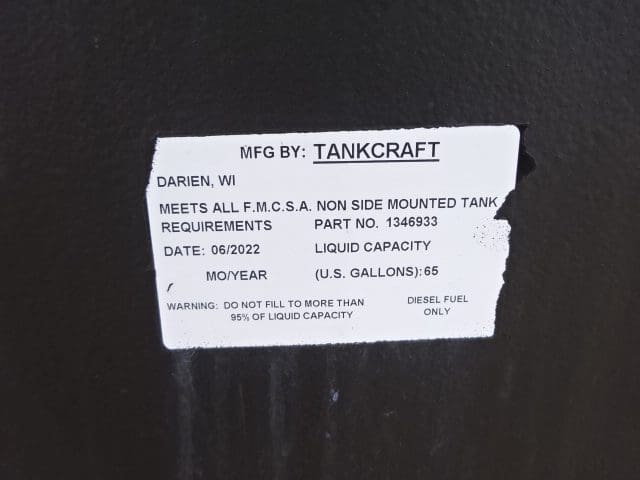 MFG BY: TANKCRAFT
DARIEN, WI
MEETS ALL F.M.C.S.A. NON SIDE MOUNTED TANK
REQUIREMENTS PART NO. 1346933
DATE: 06/2022 LIQUID CAPACITY
MO/YEAR (U.S. GALLONS): 65
WARNING: DO NOT FILL TO MORE THAN DIESEL FUEL
95% OF LIQUID CAPACITY ONLY